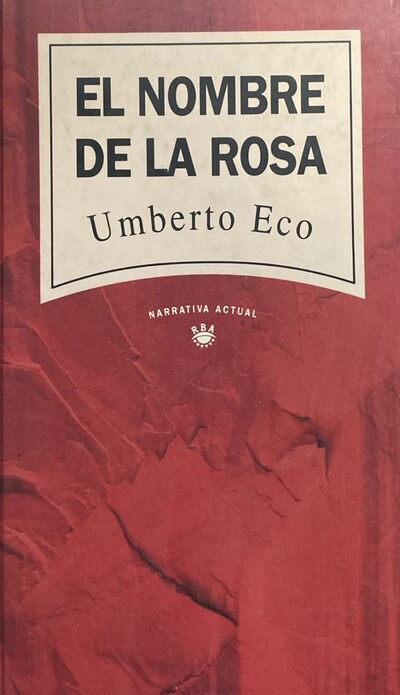 EL NOMBRE
DE LA ROSA
Umberto Eco
NARRATIVA ACTUAL
RBA